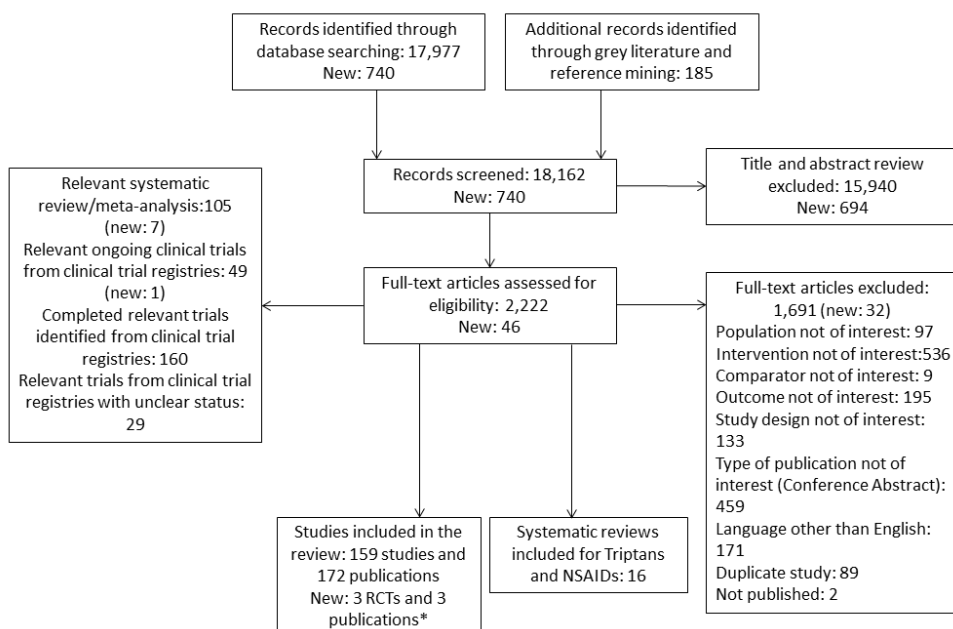 Records identified through
database searching: 17,977
New: 740
Additional records identified
through grey literature and
reference mining: 185
Records screened: 18,162
New: 740
Title and abstract review
excluded: 15,940
New: 694
Relevant systematic
review/meta-analysis:105
(new: 7)
Relevant ongoing clinical trials
from clinical trial registries: 49
(new: 1)
Completed relevant trials
identified from clinical trial
registries: 160
Relevant trials from clinical trial
registries with unclear status:
29
Full-text articles assessed for
eligibility: 2,222
New: 46
Full-text articles excluded:
1,691 (new: 32)
Population not of interest: 97
Intervention not of interest:536
Comparator not of interest: 9
Outcome not of interest: 195
Study design not of interest:
133
Type of publication not of
interest (Conference Abstract):
459
Language other than English:
171
Duplicate study: 89
Not published: 2
Studies included in the
review: 159 studies and
172 publications
New: 3 RCTs and 3
publications*
Systematic reviews
included for Triptans
and NSAIDs: 16